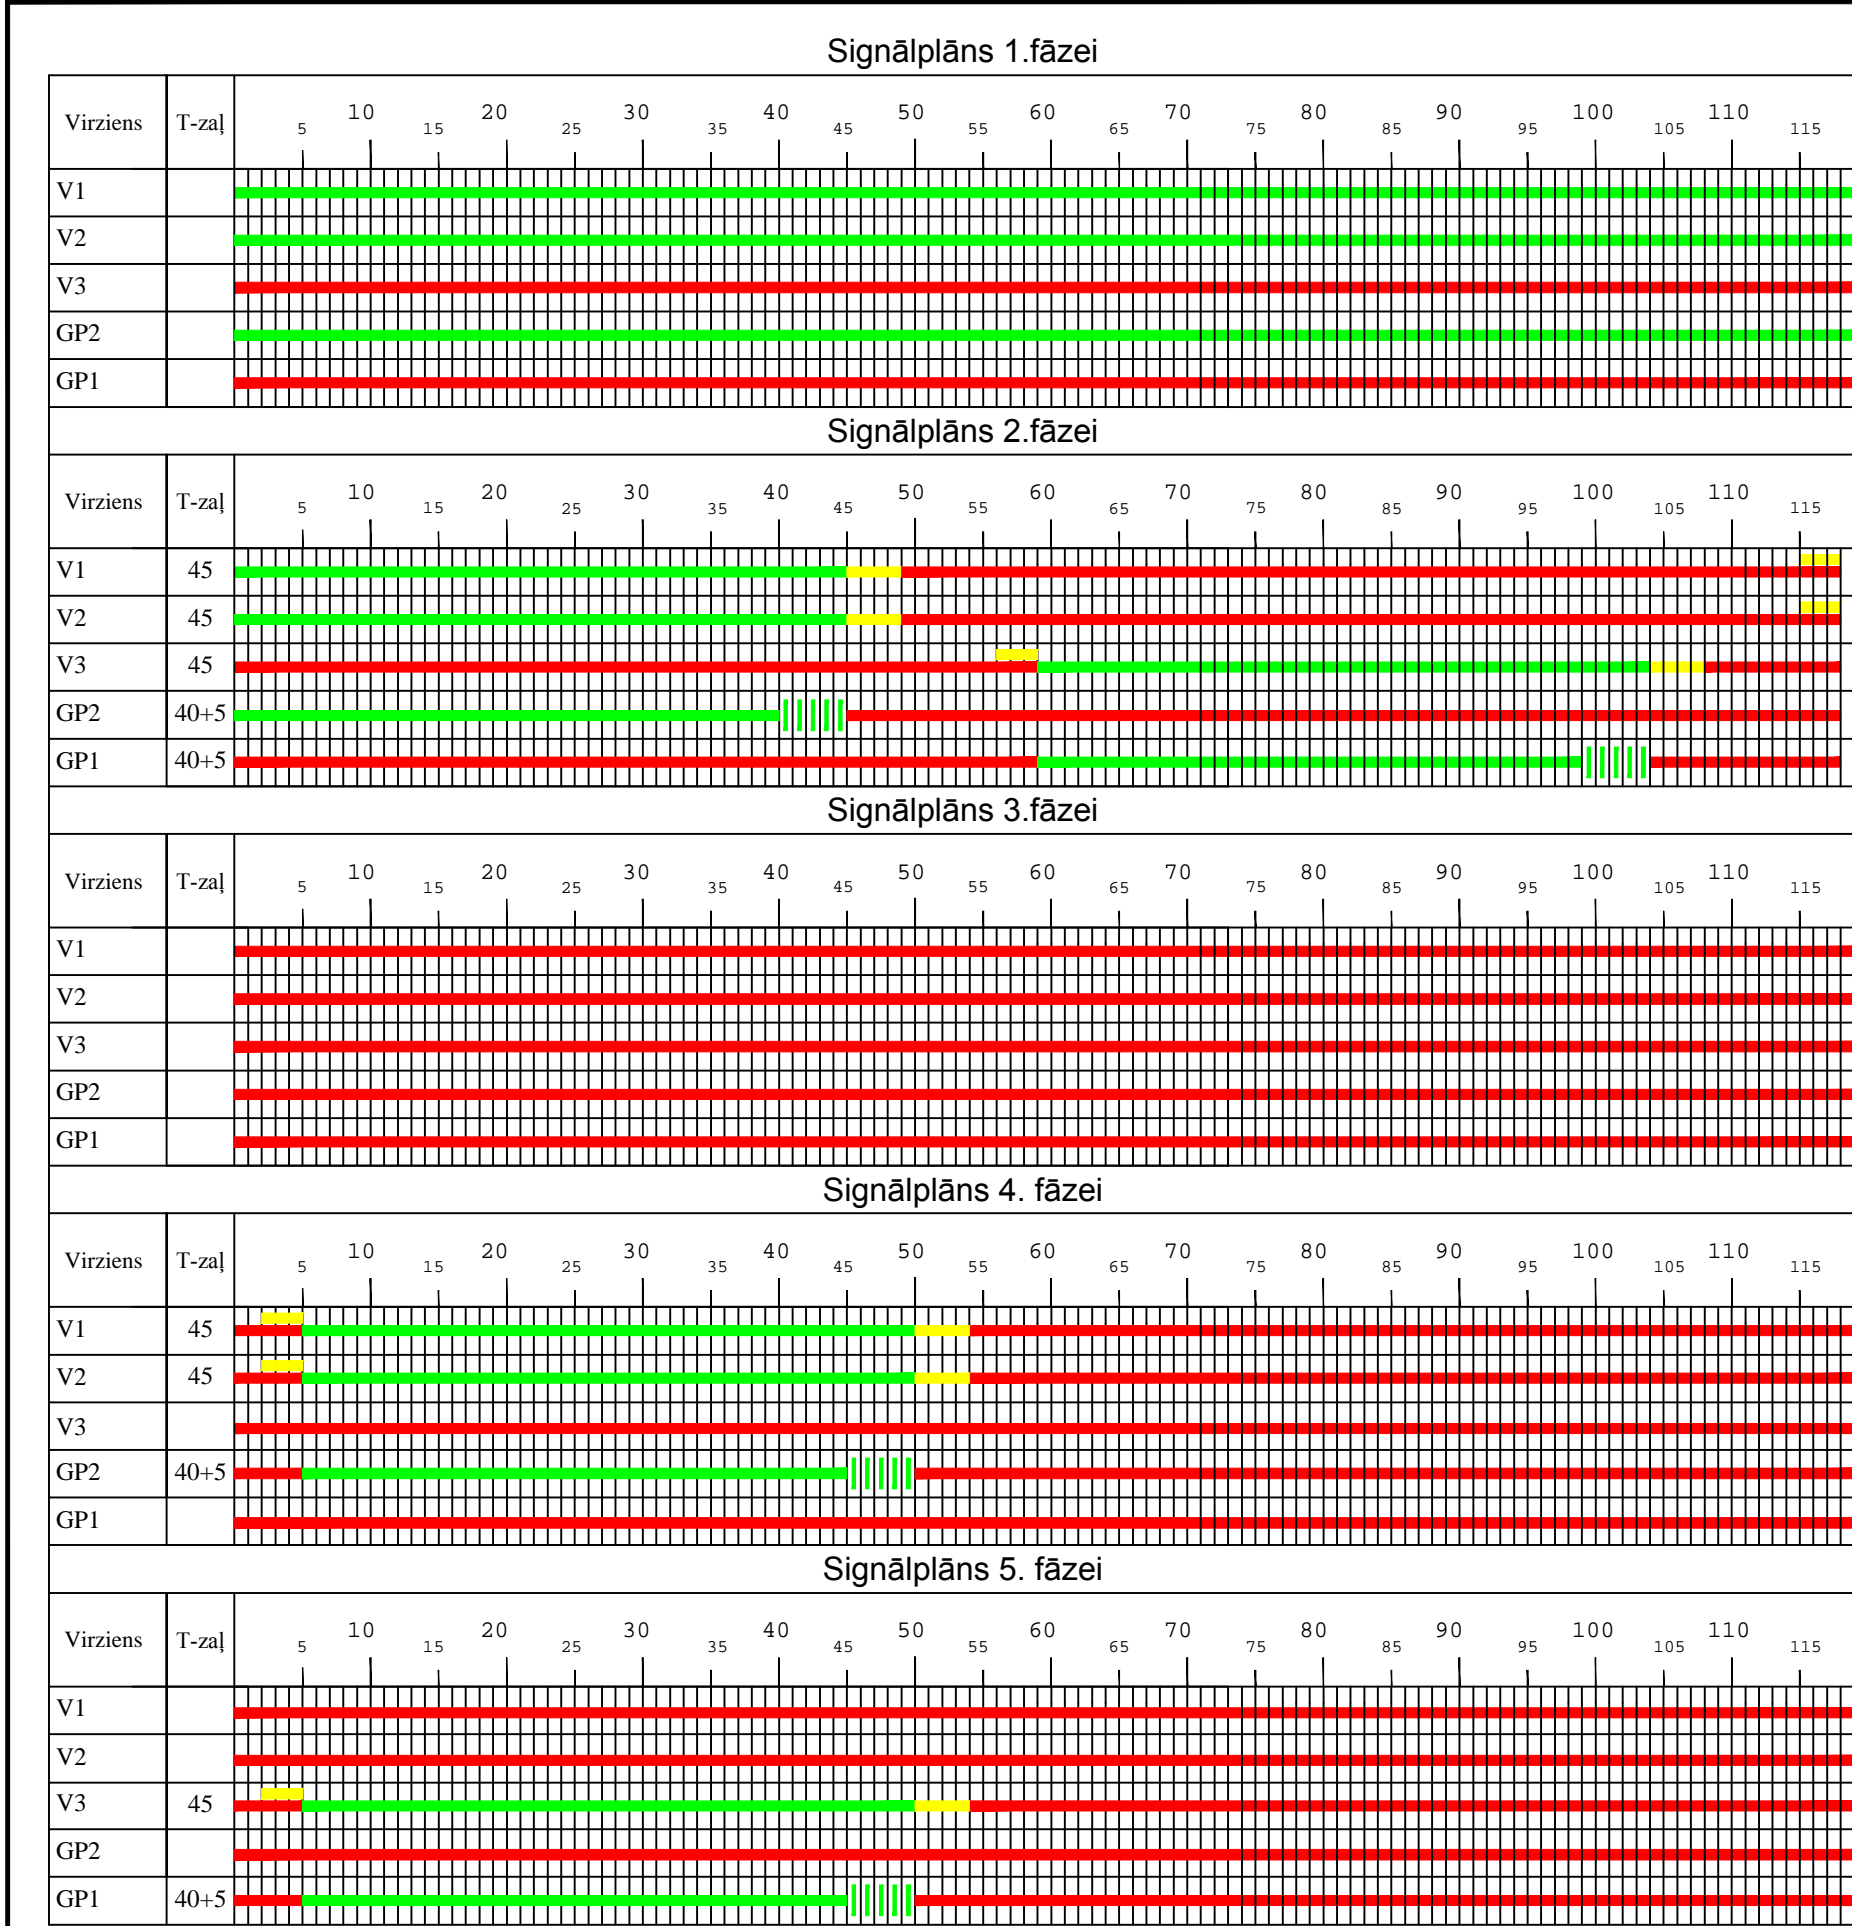 Signālplāns 1.fāzei
Virziens T-zaļ 5 10 15 20 25 30 35 40 45 50 55 60 65 70 75 80 85 90 95 100 105 110 115
V1
V2
V3
GP2
GP1
Signālplāns 2.fāzei
Virziens T-zaļ 5 10 15 20 25 30 35 40 45 50 55 60 65 70 75 80 85 90 95 100 105 110 115
V1 45
V2 45
V3 45
GP2 40+5
GP1 40+5
Signālplāns 3.fāzei
Virziens T-zaļ 5 10 15 20 25 30 35 40 45 50 55 60 65 70 75 80 85 90 95 100 105 110 115
V1
V2
V3
GP2
GP1
Signālplāns 4. fāzei
Virziens T-zaļ 5 10 15 20 25 30 35 40 45 50 55 60 65 70 75 80 85 90 95 100 105 110 115
V1 45
V2 45
V3
GP2 40+5
GP1
Signālplāns 5. fāzei
Virziens T-zaļ 5 10 15 20 25 30 35 40 45 50 55 60 65 70 75 80 85 90 95 100 105 110 115
V1
V2
V3 45
GP2
GP1 40+5